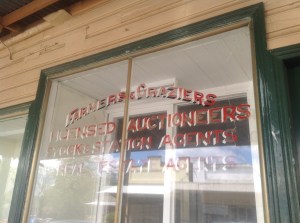 FARMERS & GRAZIERS
LICENSED AUCTIONEERS
STOCK & STATION AGENTS
REAL ESTATE AGENTS